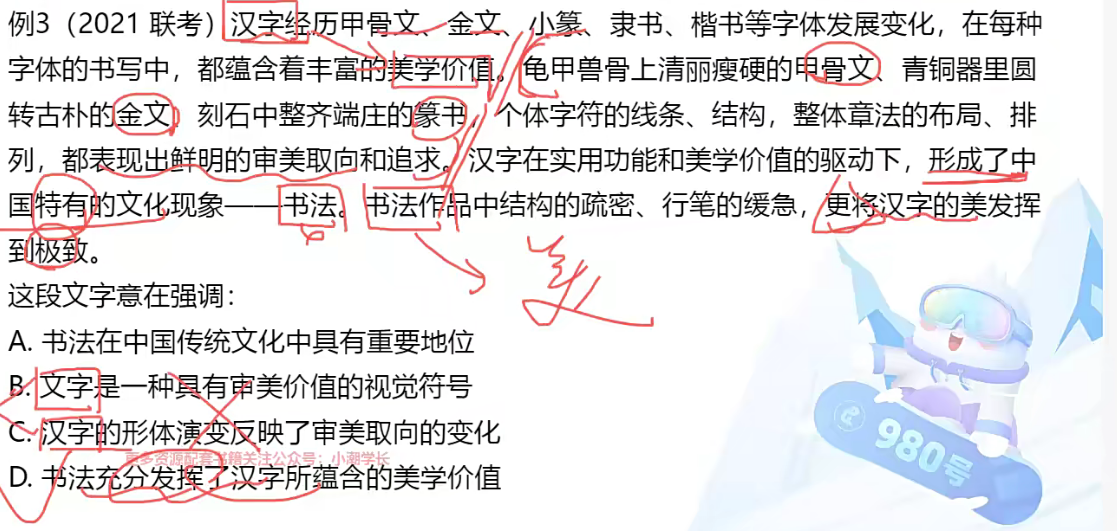 例3（2021 联考）汉字经历甲骨文、金文、小篆、隶书、楷书等字体发展变化，在每种
字体的书写中，都蕴含着丰富的美学价值。龟甲兽骨上清丽瘦硬的甲骨文、青铜器里圆
转古朴的金文、刻石中整齐端庄的篆书，个体字符的线条、结构，整体章法的布局、排
列，都表现出鲜明的审美取向和追求。汉字在实用功能和美学价值的驱动下，形成了中
国特有的文化现象——书法。书法作品中结构的疏密、行笔的缓急，更将汉字的美发挥
到极致。
美
这段文字意在强调：
A. 书法在中国传统文化中具有重要地位
B. 文字是一种具有审美价值的视觉符号
C. 汉字的形体演变反映了审美取向的变化
更多资源配套书籍关注公众号：小潮学长
D. 书法充分发挥了汉字所蕴含的美学价值
980号